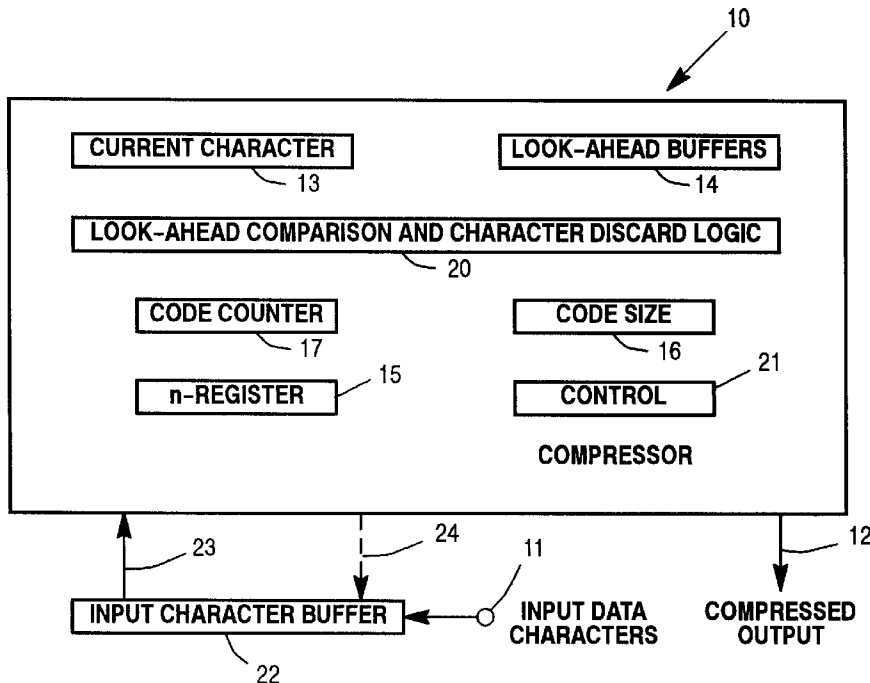 10
CURRENT CHARACTER
13
LOOK-AHEAD BUFFERS
14
LOOK-AHEAD COMPARISON AND CHARACTER DISCARD LOGIC
20
CODE COUNTER
17
CODE SIZE
16
n-REGISTER
15
CONTROL
21
COMPRESSOR
23
24
11
12
INPUT CHARACTER BUFFER
22
INPUT DATA
CHARACTERS
COMPRESSED
OUTPUT